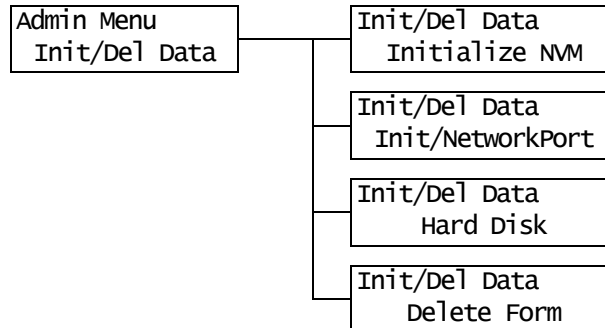 Admin Menu
Init/Del Data
Init/Del Data
Initialize NVM
Init/Del Data
Init/NetworkPort
Init/Del Data
Hard Disk
Init/Del Data
Delete Form